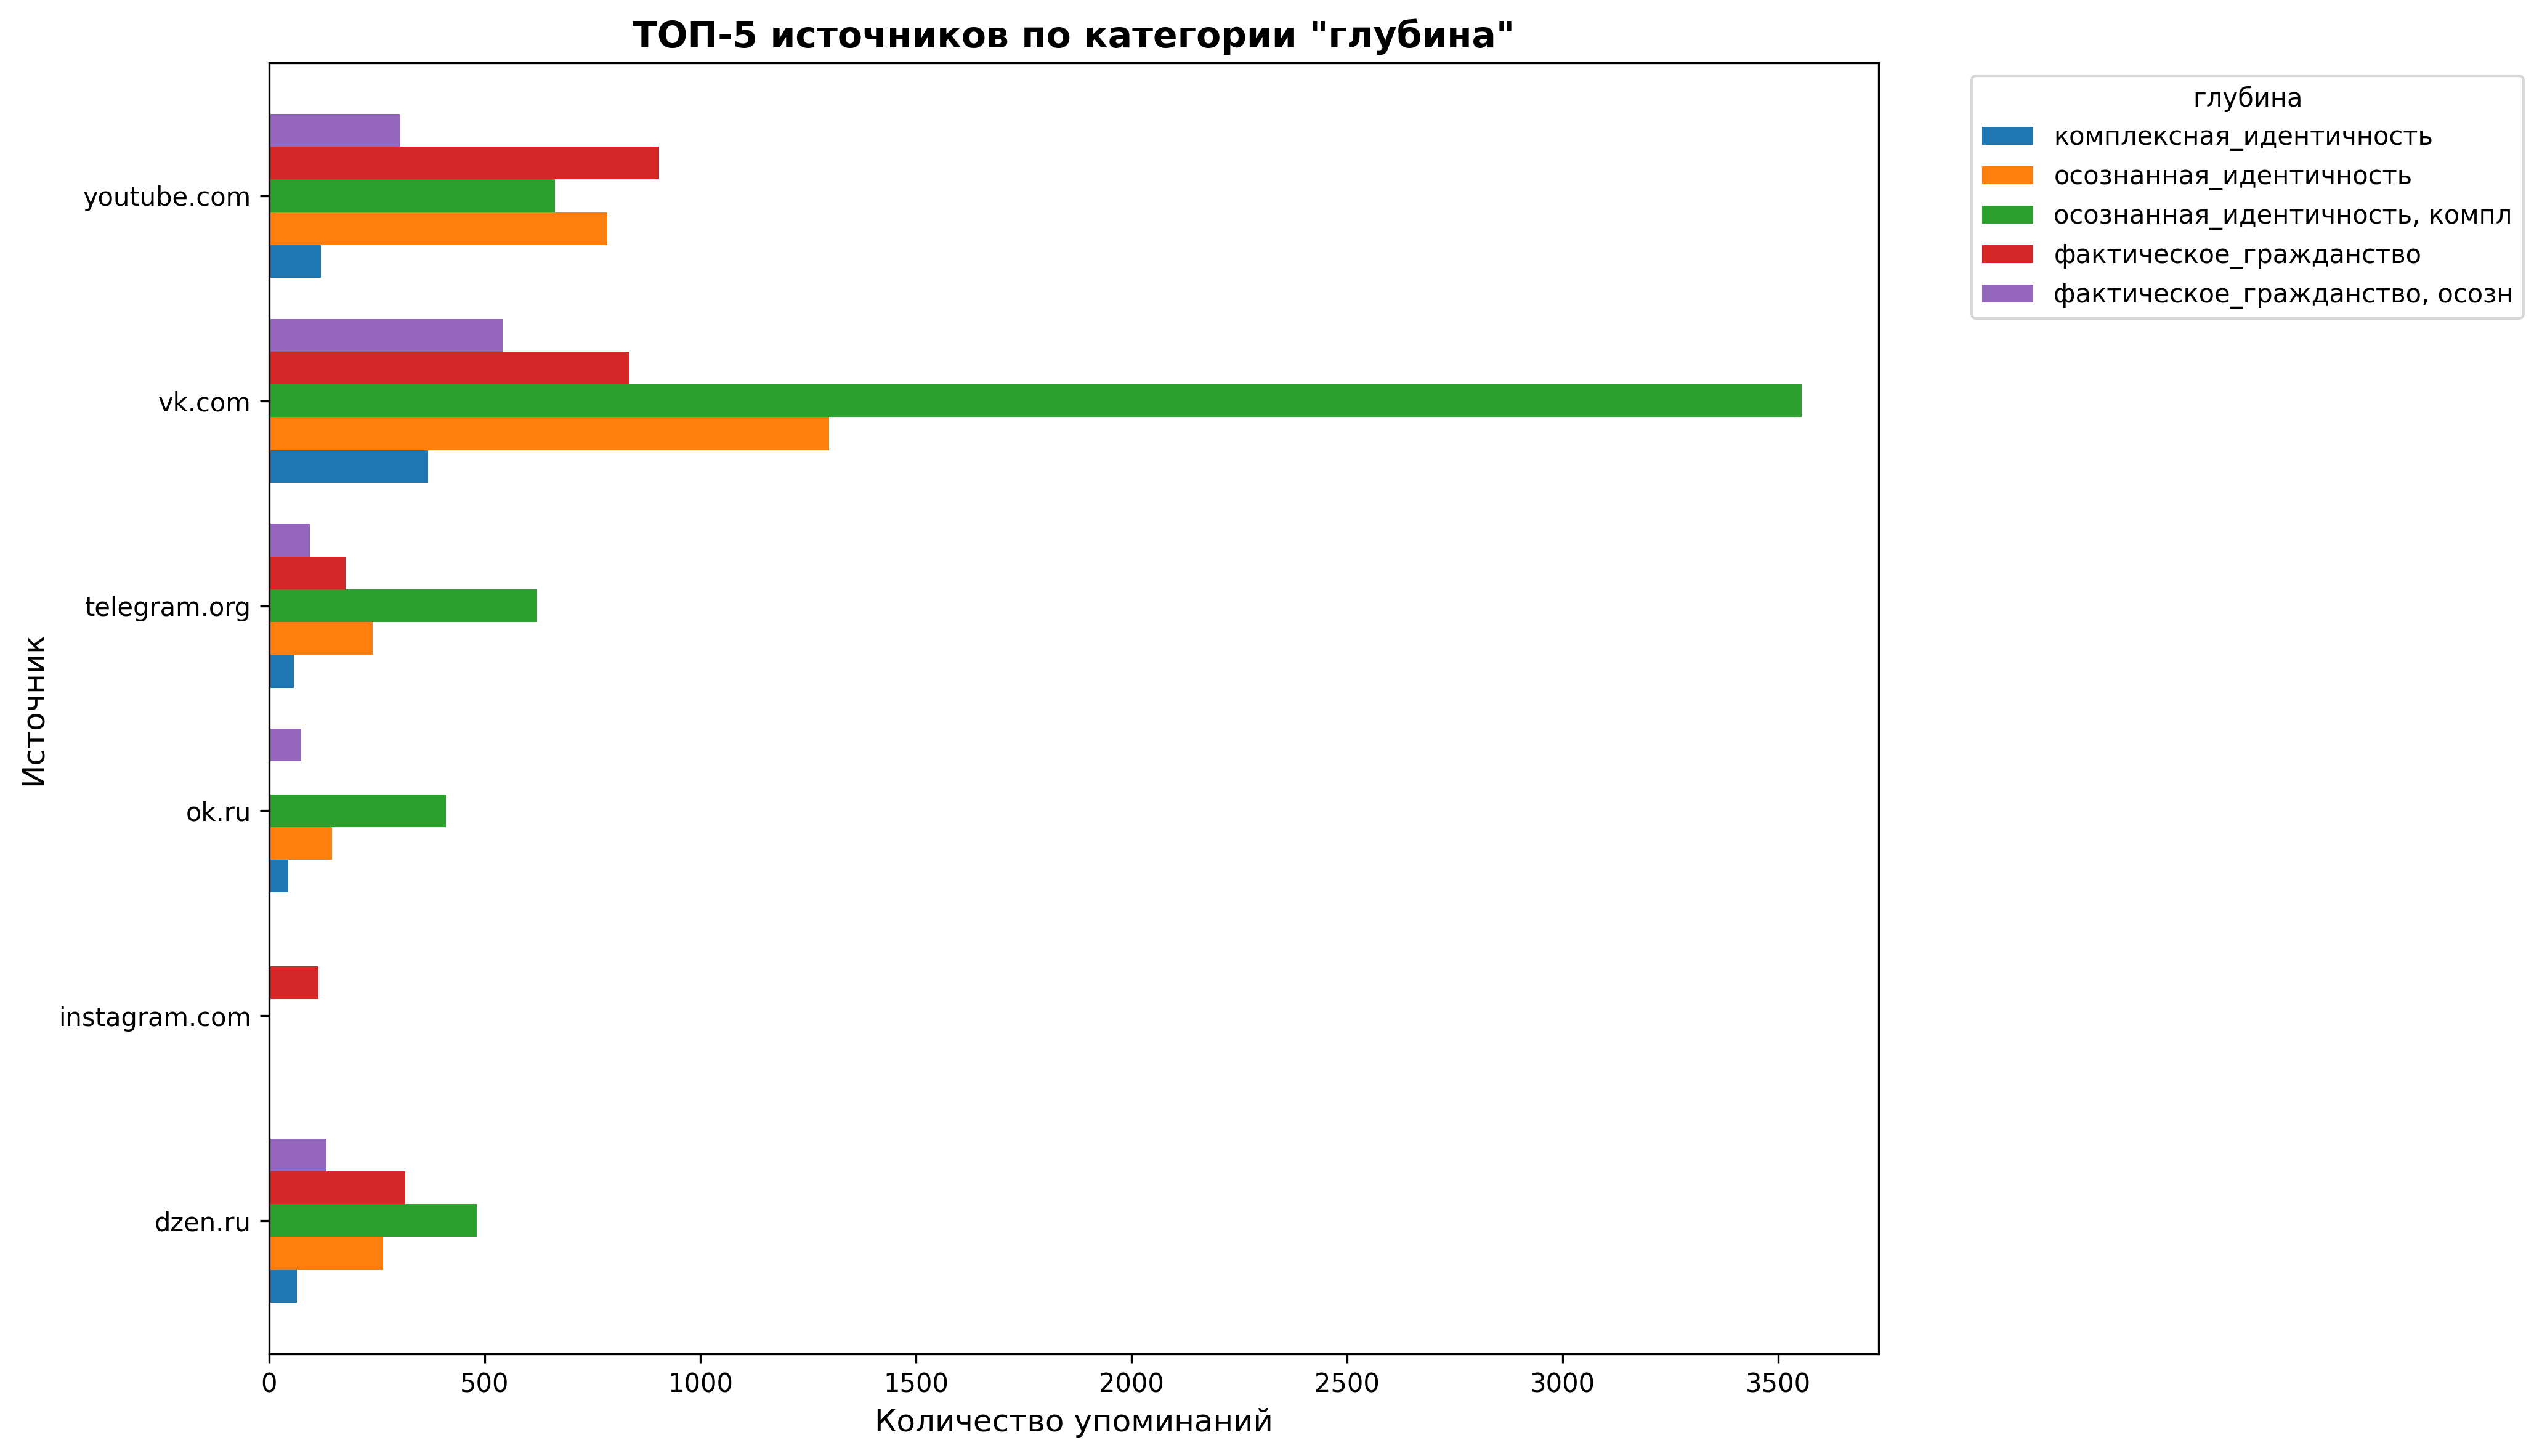 ТОП-5 источников по категории "глубина"
глубина
комплексная_идентичность
осознанная_идентичность
осознанная_идентичность, компл
фактическое_гражданство
фактическое_гражданство, осозн
Источник
youtube.com
vk.com
telegram.org
ok.ru
instagram.com
dzen.ru
0 500 1000 1500 2000 2500 3000 3500
Количество упоминаний